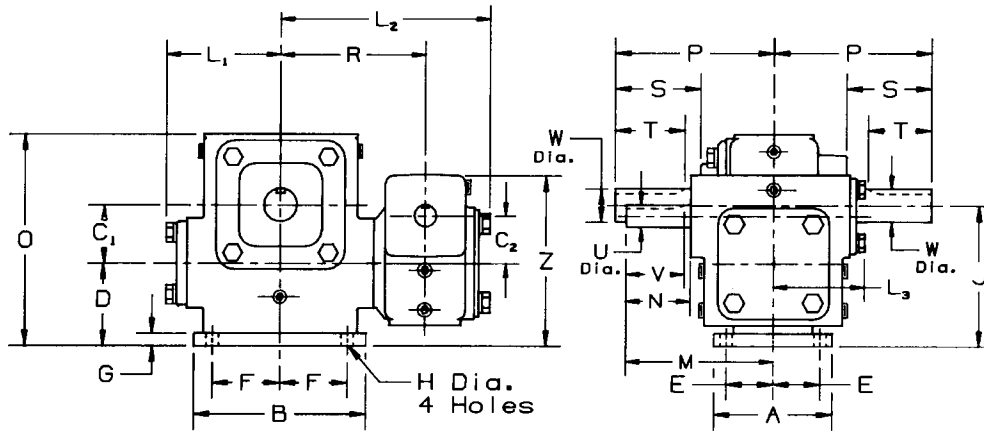 L₂
L₁
R
P
P
S
S
T
T
W
Dia.
O
C₁
C₂
Z
D
U
Dia.
W
Dia.
J
V
L₃
N
G
F
F
H Dia.
4 Holes
M
E
E
B
A